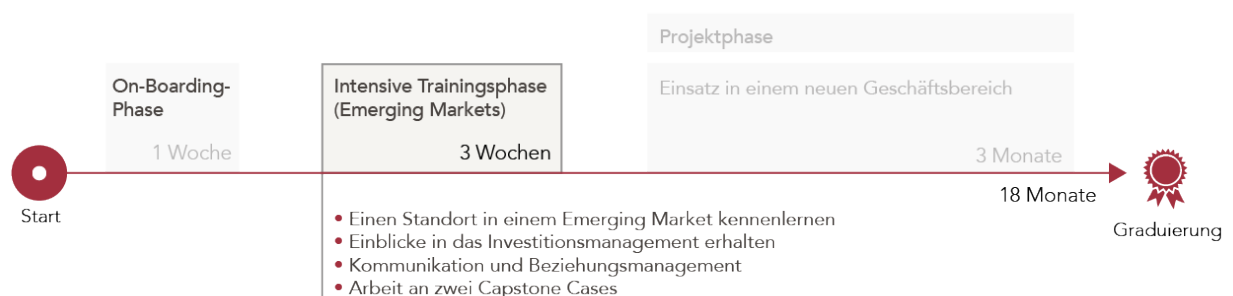 Projektphase
On-Boarding-
Phase
1 Woche
Intensive Trainingsphase
(Emerging Markets)
3 Wochen
Einsatz in einem neuen Geschäftsbereich
3 Monate
18 Monate
Start
Graduierung
• Einen Standort in einem Emerging Market kennenlernen
• Einblicke in das Investitionsmanagement erhalten
• Kommunikation und Beziehungsmanagement
• Arbeit an zwei Capstone Cases